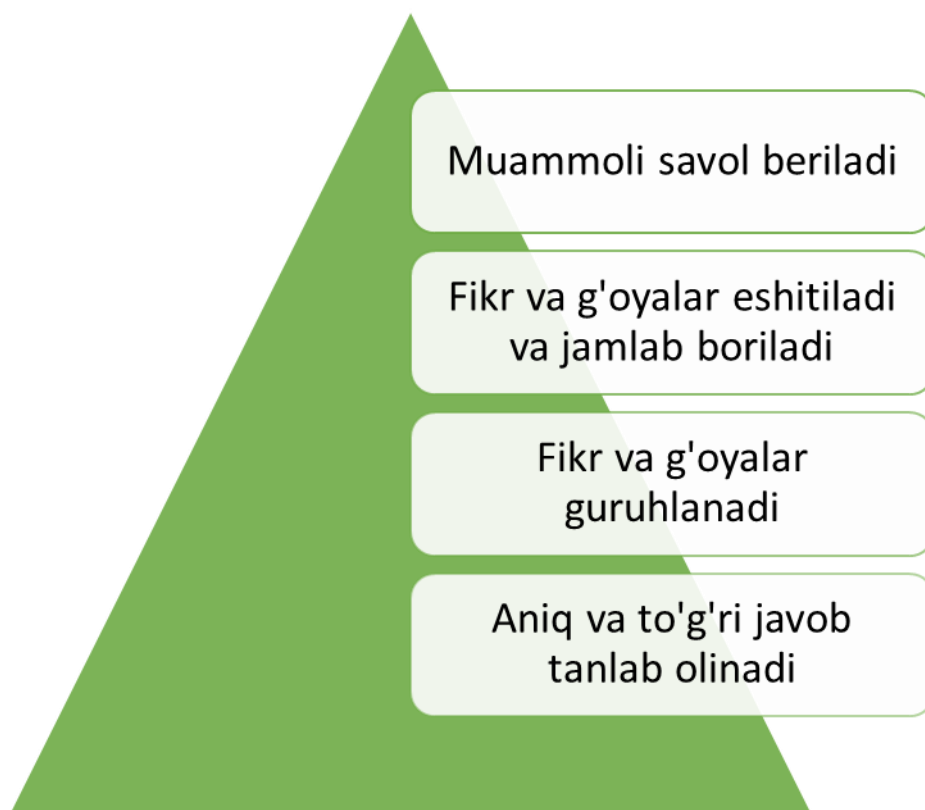 Muammoli savol beriladi
Fikr va g'oyalar eshitiladi
va jamlab boriladi
Fikr va g'oyalar
guruhlanadi
Aniq va to'g'ri javob
tanlab olinadi